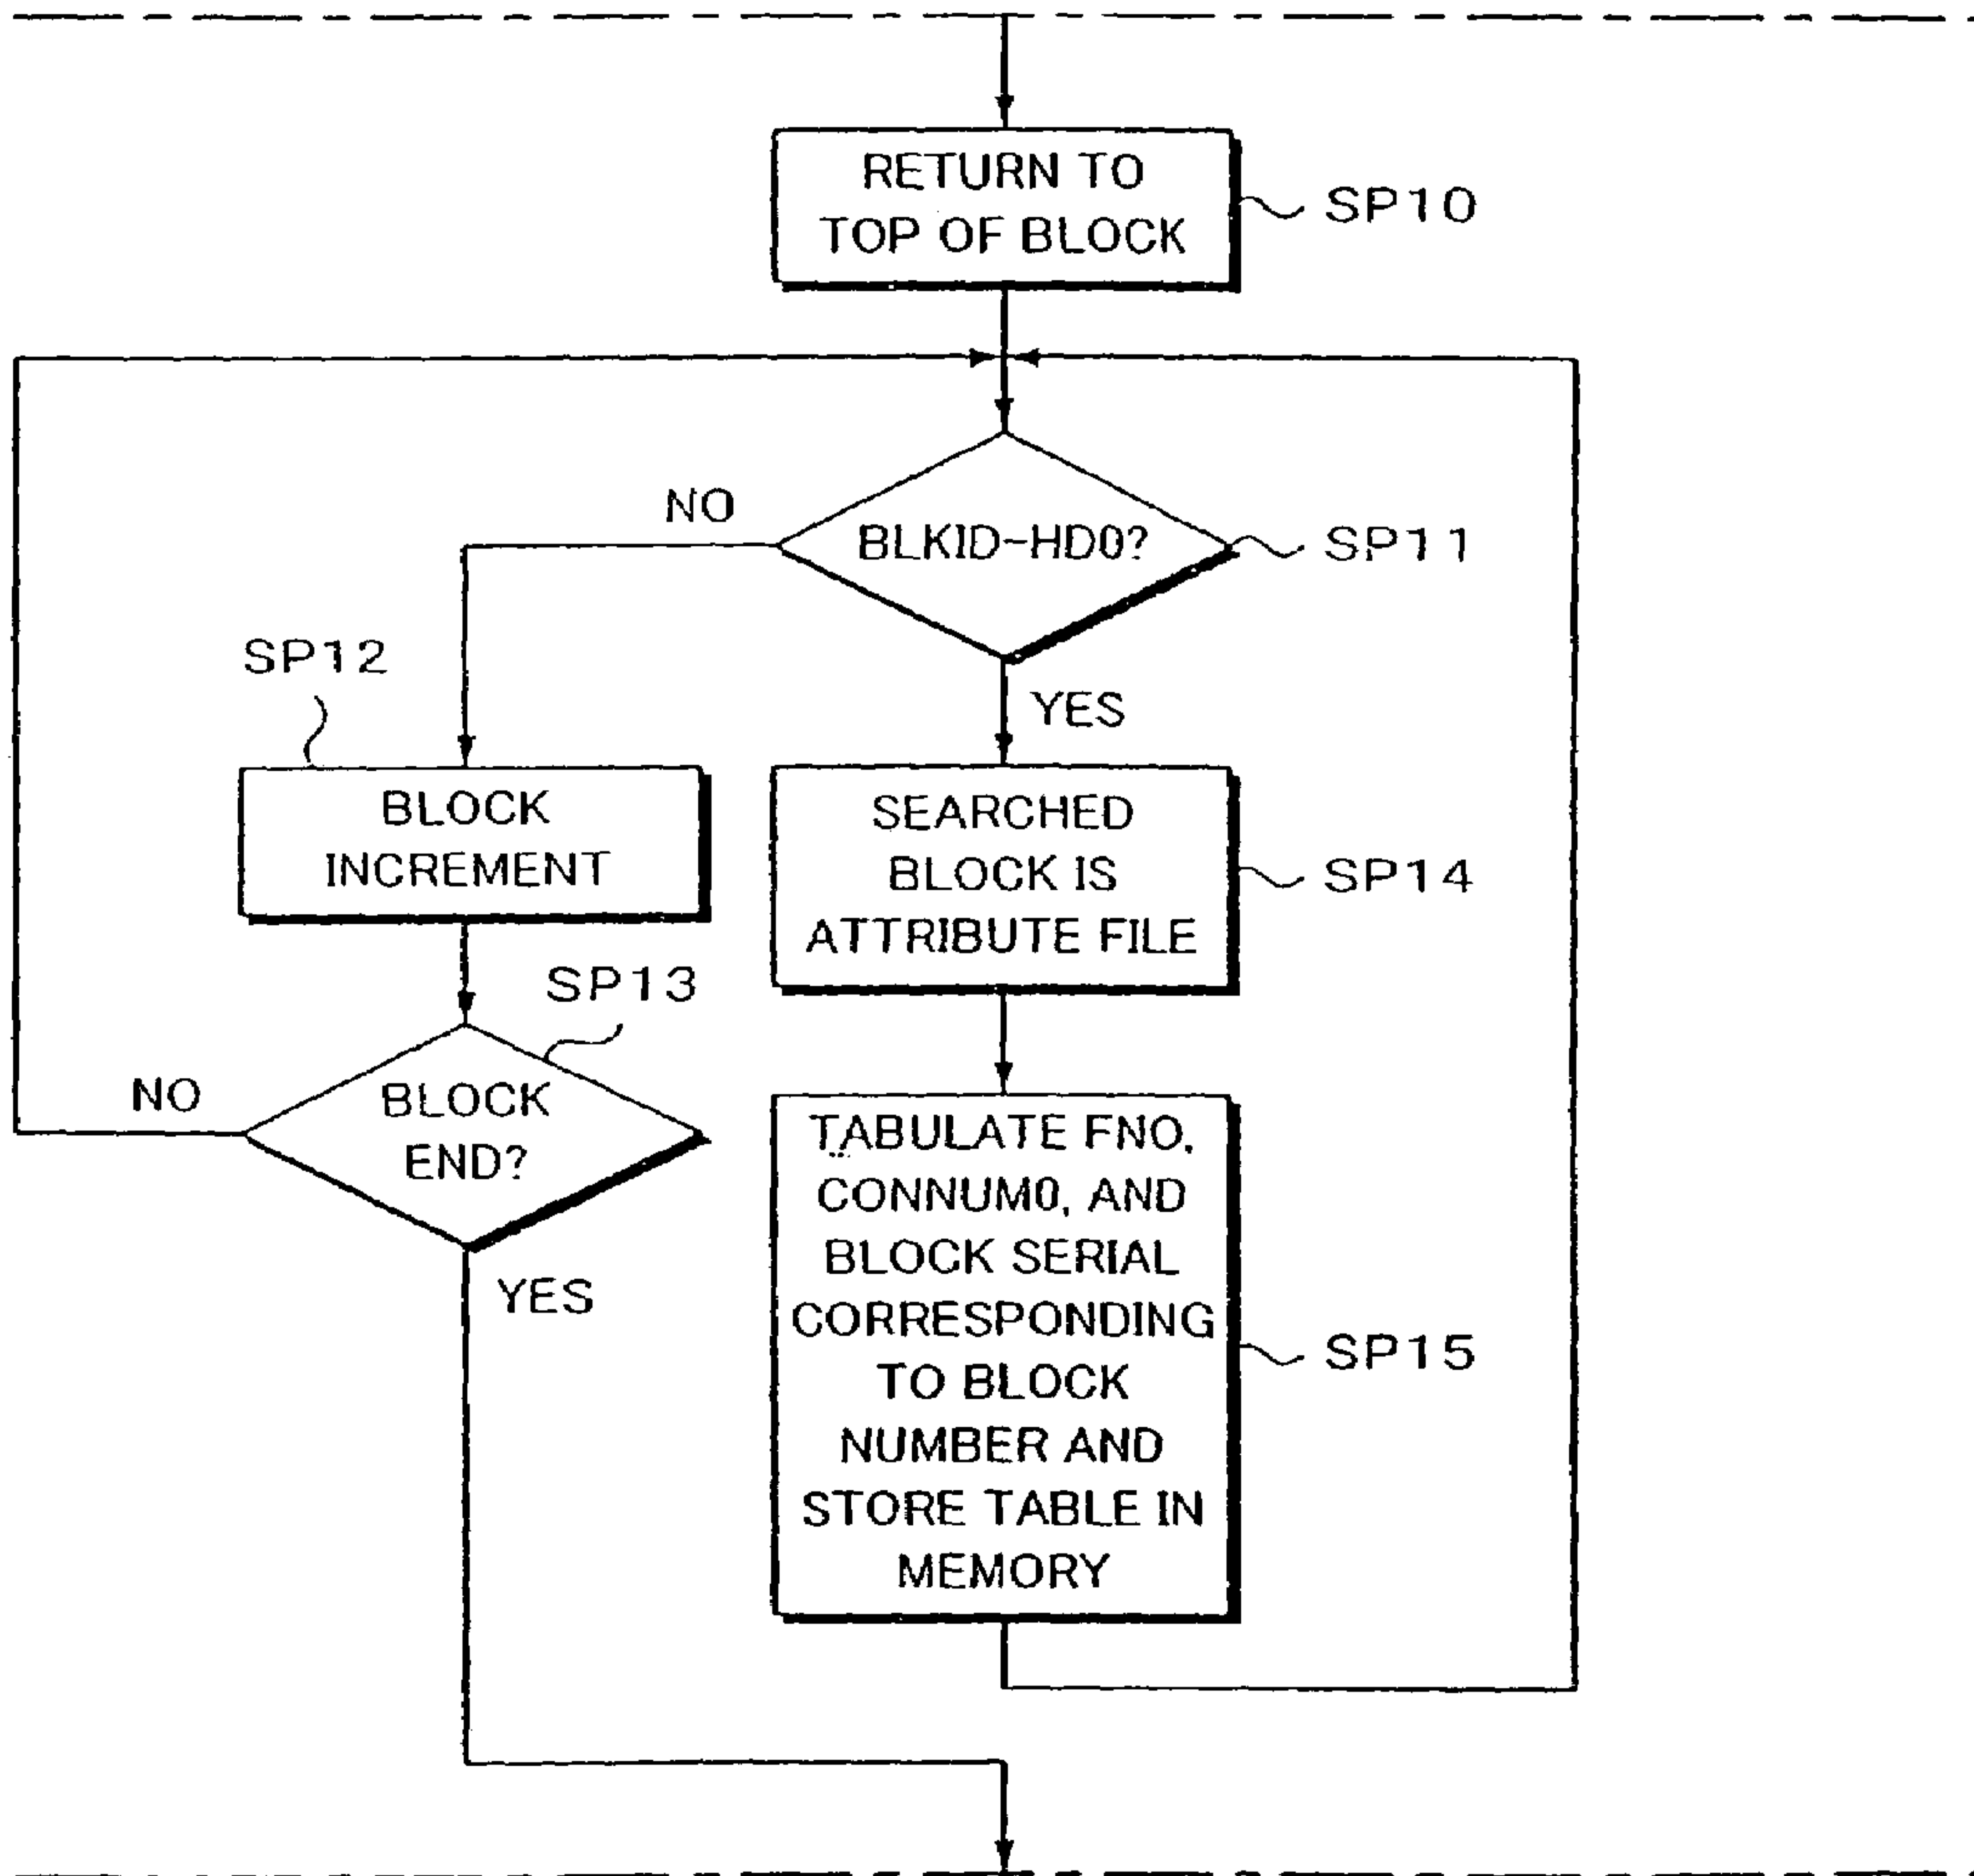 RETURN TO
TOP OF BLOCK
SP10
NO
BLKID-HD0?
SP11
YES
SP12
BLOCK
INCREMENT
SEARCHED
BLOCK IS
ATTRIBUTE FILE
SP14
SP13
NO
BLOCK
END?
YES
TABULATE FNO,
CONNUM0, AND
BLOCK SERIAL
CORRESPONDING
TO BLOCK
NUMBER AND
STORE TABLE IN
MEMORY
SP15